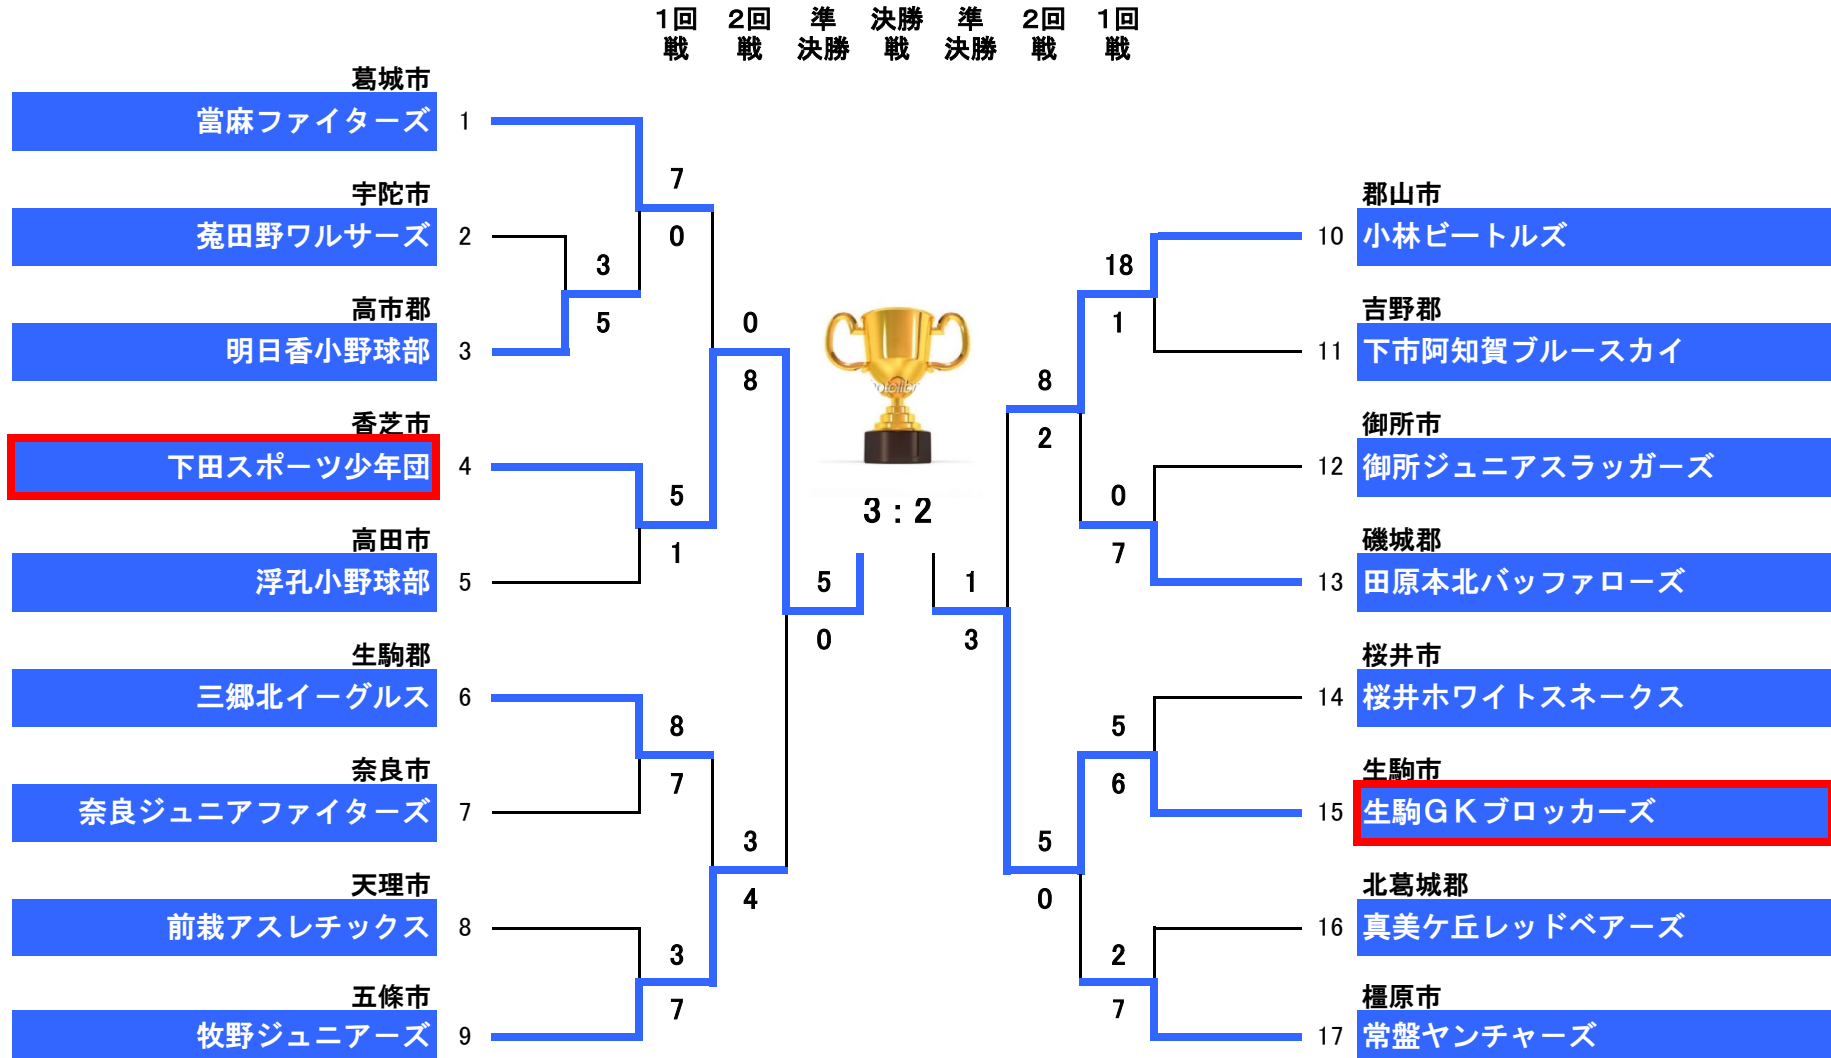 1回戦 2回戦 準決勝 決勝戦 準決勝 2回戦 1回戦
葛城市
當麻ファイターズ 1
7
宇陀市
菟田野ワルサーズ 2
0
3
高市郡
明日香小野球部 3
5
0
8
香芝市
下田スポーツ少年団 4
5
高田市
浮孔小野球部 5
1
5
0
生駒郡
三郷北イーグルス 6
8
奈良市
奈良ジュニアファイターズ 7
7
3
4
天理市
前栽アスレチックス 8
3
五條市
牧野ジュニアーズ 9
7
3 : 2
郡山市
10 小林ビートルズ
18
吉野郡
11 下市阿知賀ブルースカイ
1
8
2
御所市
12 御所ジュニアスラッガーズ
0
磯城郡
13 田原本北バッファローズ
7
1
3
桜井市
14 桜井ホワイトスネークス
5
生駒市
15 生駒GKブロッカーズ
6
5
0
北葛城郡
16 真美ケ丘レッドベアーズ
2
橿原市
17 常盤ヤンチャーズ
7